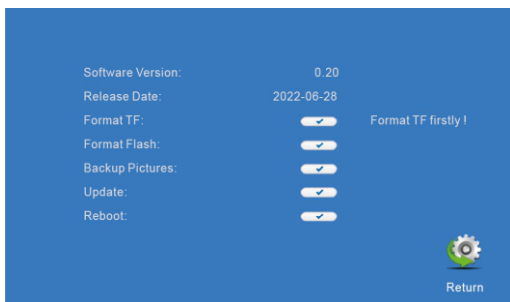 Software Version: 0.20
Release Date: 2022-06-28
Format TF: Format TF firstly !
Format Flash:
Backup Pictures:
Update:
Reboot:
Return